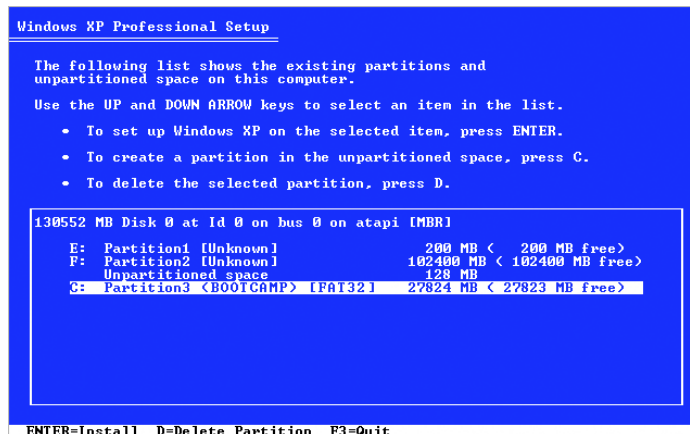 Windows XP Professional Setup
The following list shows the existing partitions and
unpartitioned space on this computer.
Use the UP and DOWN ARROW keys to select an item in the list.
• To set up Windows XP on the selected item, press ENTER.
• To create a partition in the unpartitioned space, press C.
• To delete the selected partition, press D.
130552 MB Disk 0 at Id 0 on bus 0 on atapi [MBR]
E: Partition1 [Unknown] 200 MB ( 200 MB free)
F: Partition2 [Unknown] 102400 MB ( 102400 MB free)
Unpartitioned space 128 MB
C: Partition3 (BOOTCAMP) [FAT32] 27824 MB ( 27823 MB free)
ENTER=Install D=Delete Partition F3=Quit